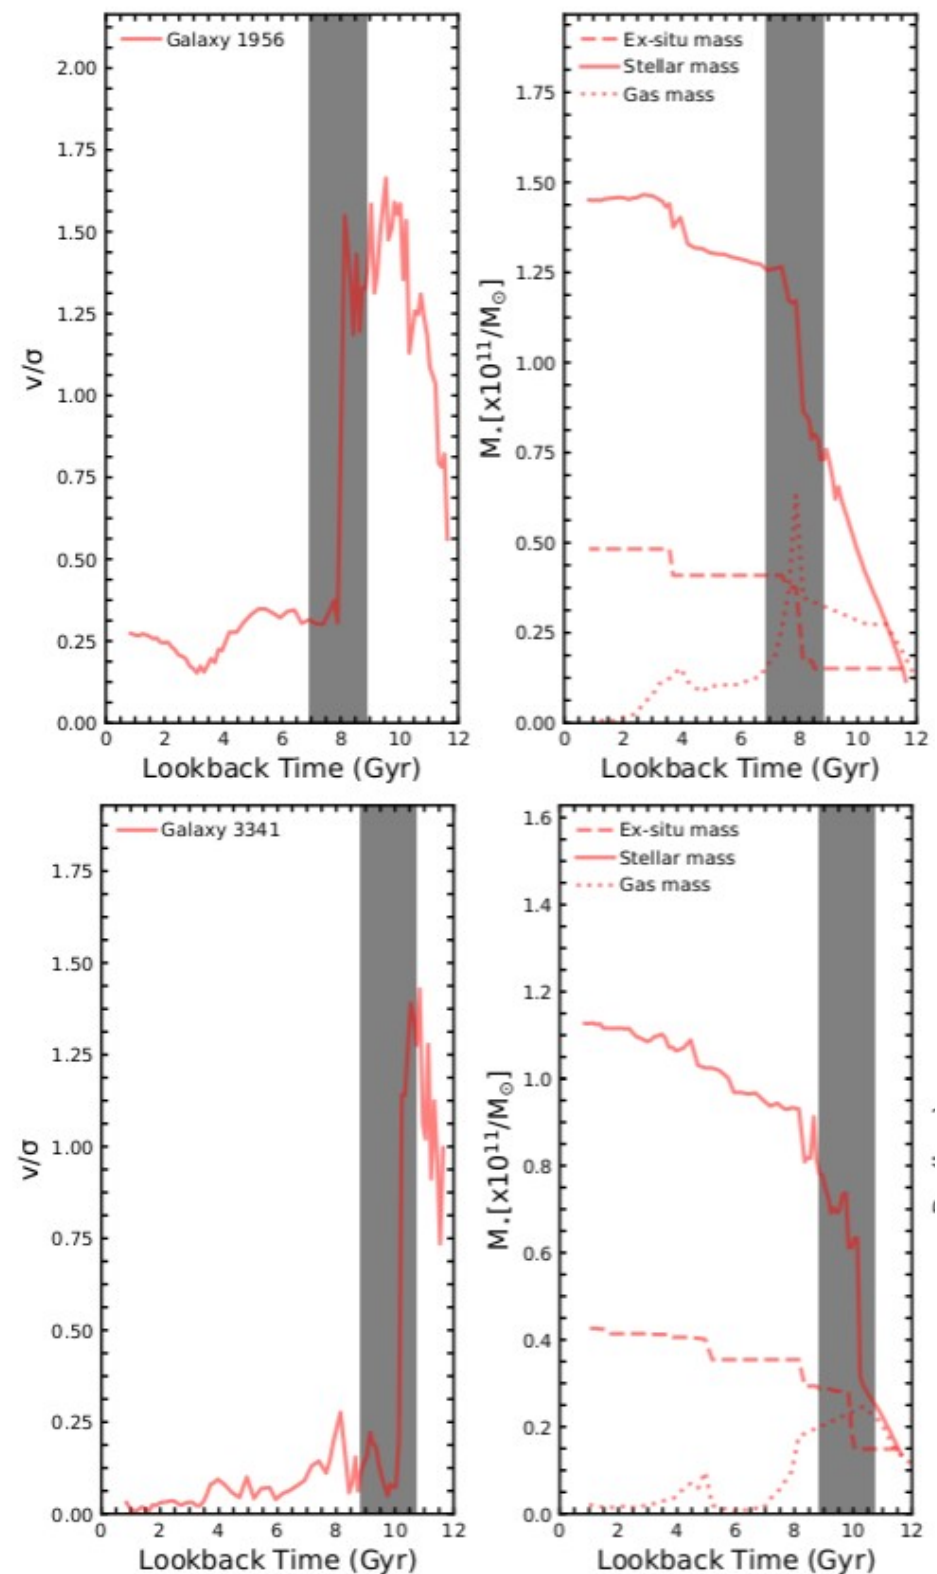 Galaxy 1956
2.00
1.75
1.50
1.25
1.00
0.75
0.50
0.25
0.00
v/σ
0 2 4 6 8 10 12
Lookback Time (Gyr)
Ex-situ mass
Stellar mass
Gas mass
1.75
1.50
1.25
1.00
0.75
0.50
0.25
0.00
M⋆[x10¹¹/M☉]
0 2 4 6 8 10 12
Lookback Time (Gyr)
Galaxy 3341
1.75
1.50
1.25
1.00
0.75
0.50
0.25
0.00
v/σ
0 2 4 6 8 10 12
Lookback Time (Gyr)
Ex-situ mass
Stellar mass
Gas mass
1.6
1.4
1.2
1.0
0.8
0.6
0.4
0.2
0.0
M⋆[x10¹¹/M☉]
0 2 4 6 8 10 12
Lookback Time (Gyr)